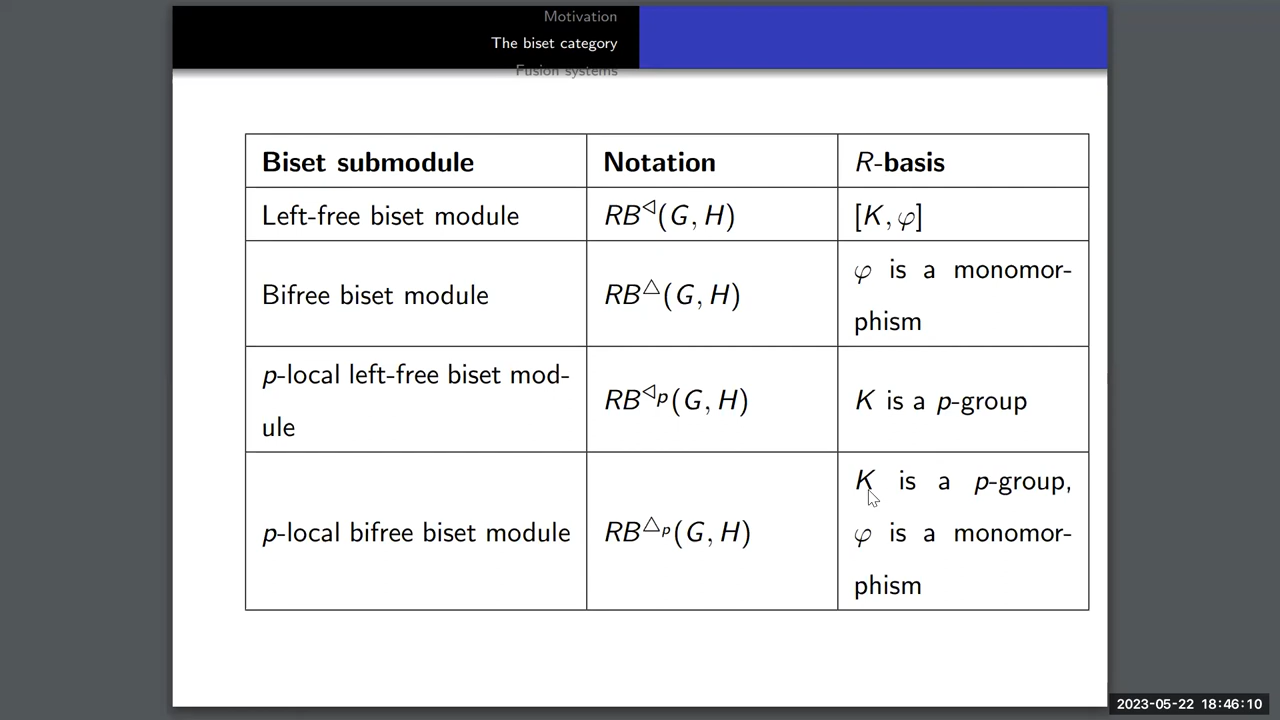 Motivation
The biset category
Fusion systems
Biset submodule Notation R-basis
Left-free biset module RB^◁(G, H) [K, φ]
Bifree biset module RB^△(G, H) φ is a monomor-
phism
p-local left-free biset mod-
ule RB^◁p(G, H) K is a p-group
p-local bifree biset module RB^△p(G, H) K is a p-group,
φ is a monomor-
phism
2023-05-22 18:46:10